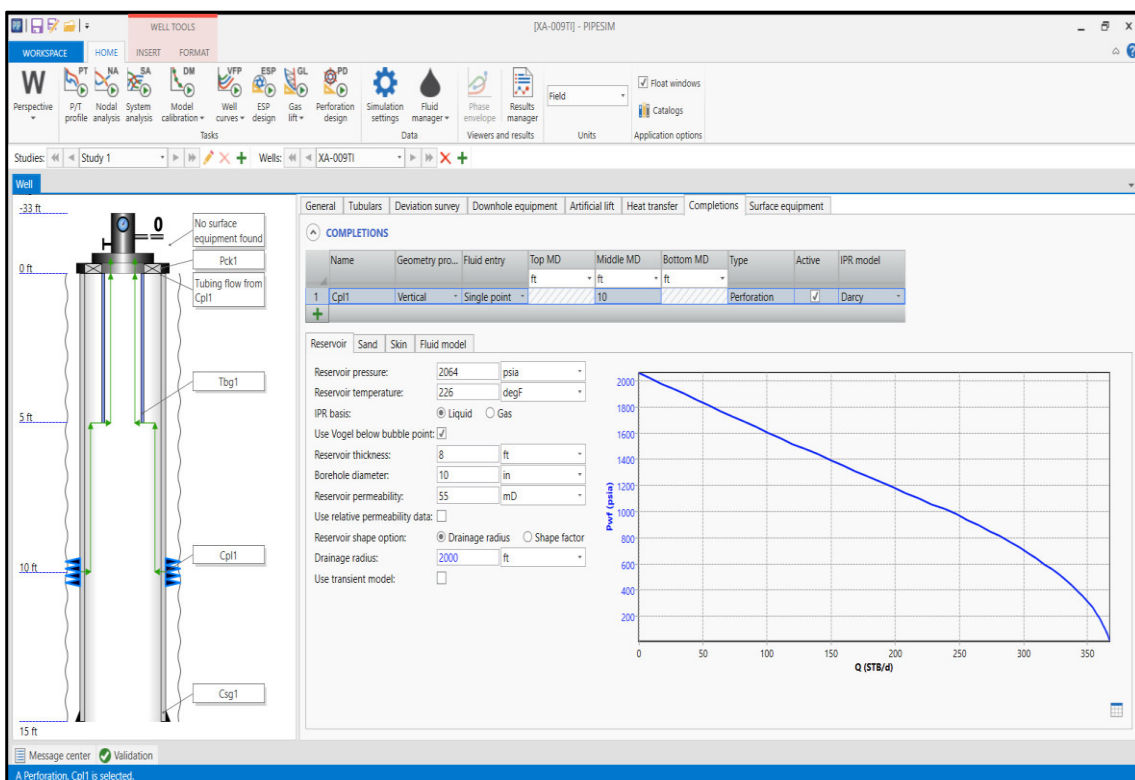 WELL TOOLS
[XA-009TI] - PIPESIM
WORKSPACE HOME INSERT FORMAT
W PT NA SA DM VFP ESP GL PD
Perspective P/T profile Nodal analysis System analysis Model calibration Well curves ESP design Gas lift Perforation design Simulation settings Fluid manager Phase envelope Results manager
Field
Float windows
Catalogs
Tasks Data Viewers and results Units Application options
Studies: Study 1 Wells: XA-009TI
Well
-33 ft
0
No surface equipment found
Pck1
0 ft
Tubing flow from Cpl1
Tbg1
5 ft
Cpl1
10 ft
Csg1
15 ft
General Tubulars Deviation survey Downhole equipment Artificial lift Heat transfer Completions Surface equipment
COMPLETIONS
Name Geometry pro... Fluid entry Top MD Middle MD Bottom MD Type Active IPR model
ft ft ft
1 Cpl1 Vertical Single point 10 Perforation Darcy
Reservoir Sand Skin Fluid model
Reservoir pressure: 2064 psia
Reservoir temperature: 226 degF
IPR basis: Liquid Gas
Use Vogel below bubble point:
Reservoir thickness: 8 ft
Borehole diameter: 10 in
Reservoir permeability: 55 mD
Use relative permeability data:
Reservoir shape option: Drainage radius Shape factor
Drainage radius: 2000 ft
Use transient model:
Pwf (psia)
2000
1800
1600
1400
1200
1000
800
600
400
200
0 50 100 150 200 250 300 350
Q (STB/d)
Message center Validation
A Perforation, Cpl1 is selected.